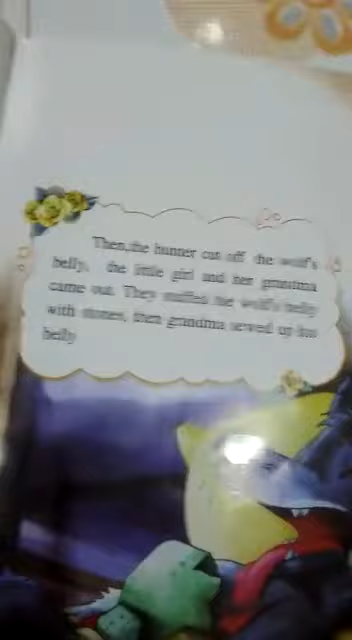 Then,the hunner cut off the wolf's
belly, the little girl and her grandma
came out. They stuffed the wolf's belly
with stones, then grandma sewed up his
belly